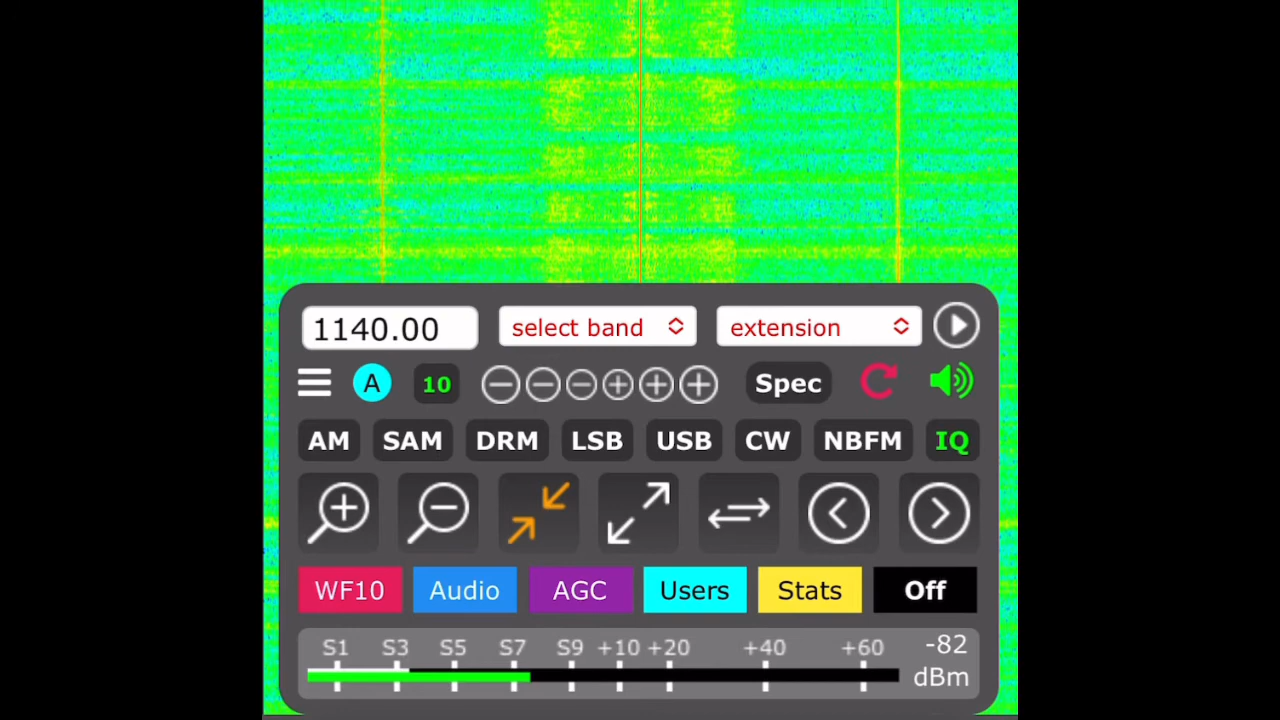 1140.00 select band extension
A 10 Spec
AM SAM DRM LSB USB CW NBFM IQ
WF10 Audio AGC Users Stats Off
S1 S3 S5 S7 S9 +10 +20 +40 +60 -82
dBm